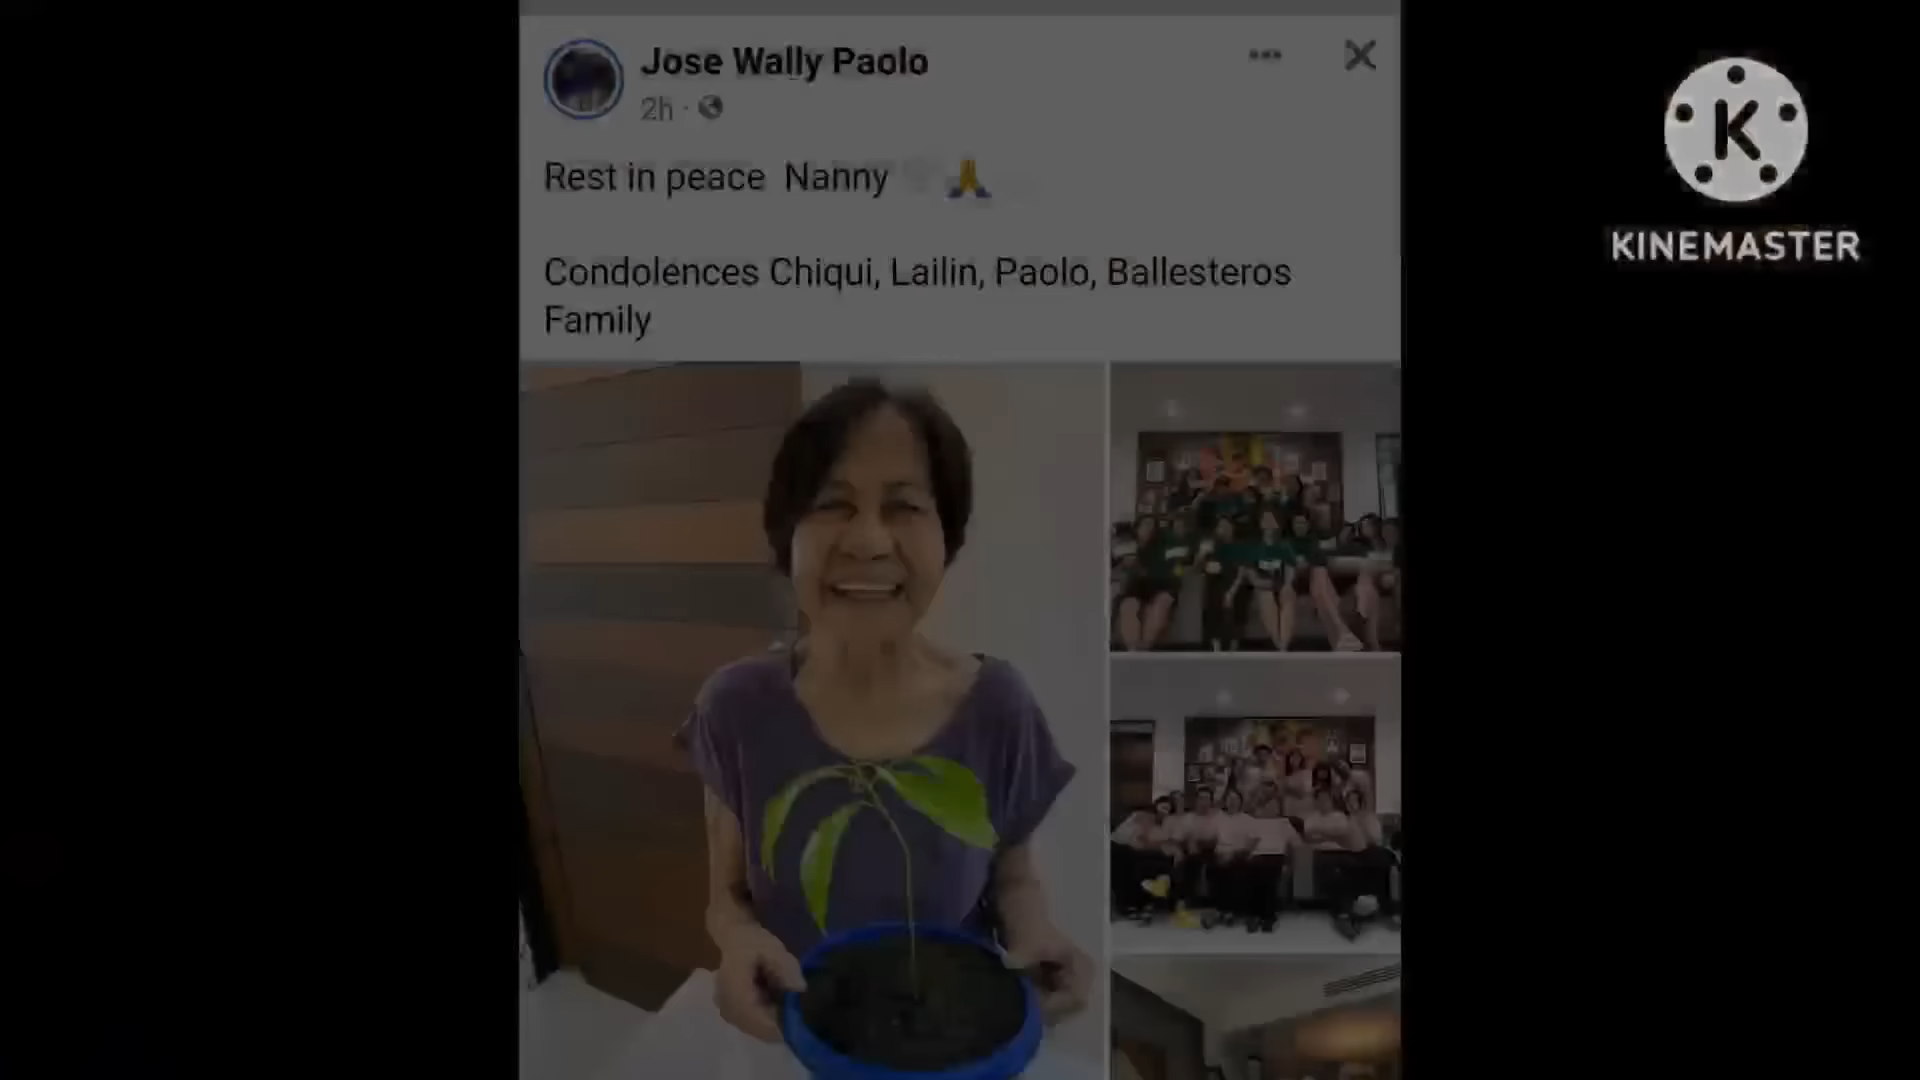 Jose Wally Paolo
2h ·
Rest in peace Nanny 🙏
Condolences Chiqui, Lailin, Paolo, Ballesteros
Family
K
KINEMASTER